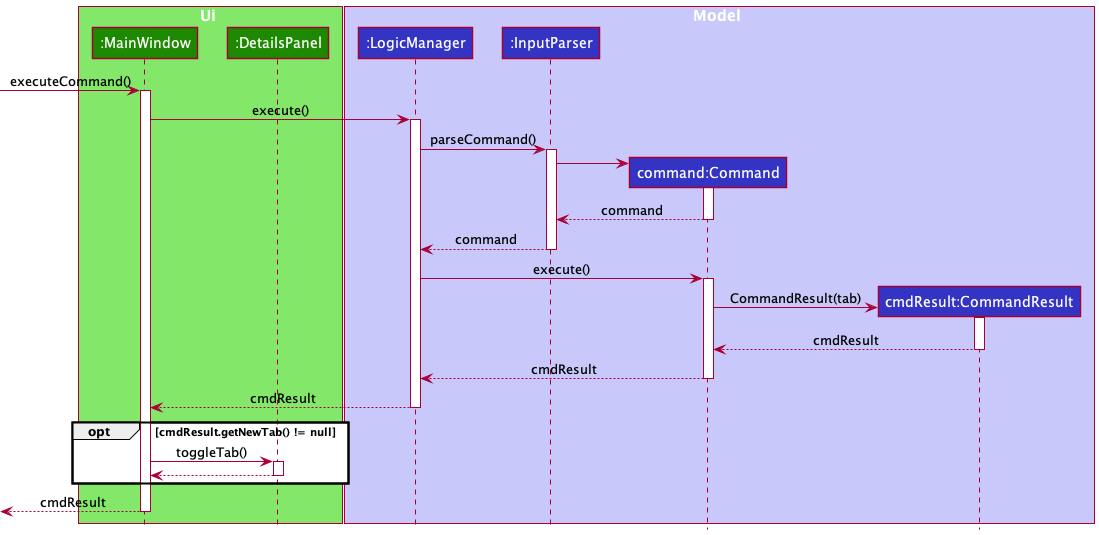 Ui
Model
:MainWindow
:DetailsPanel
:LogicManager
:InputParser
executeCommand()
execute()
parseCommand()
command:Command
command
command
execute()
cmdResult:CommandResult
CommandResult(tab)
cmdResult
cmdResult
cmdResult
opt
[cmdResult.getNewTab() != null]
toggleTab()
cmdResult